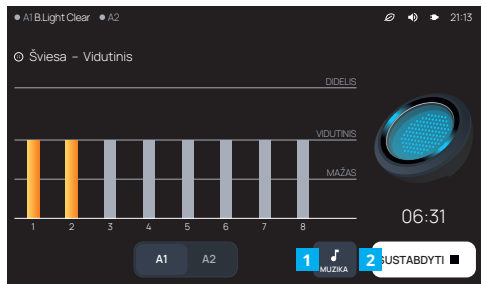 A1 B.Light Clear A2 21:13
Šviesa – Vidutinis
DIDELIS
VIDUTINIS
MAŽAS
1 2 3 4 5 6 7 8
06:31
A1 A2
1 MUZIKA 2 SUSTABDYTI